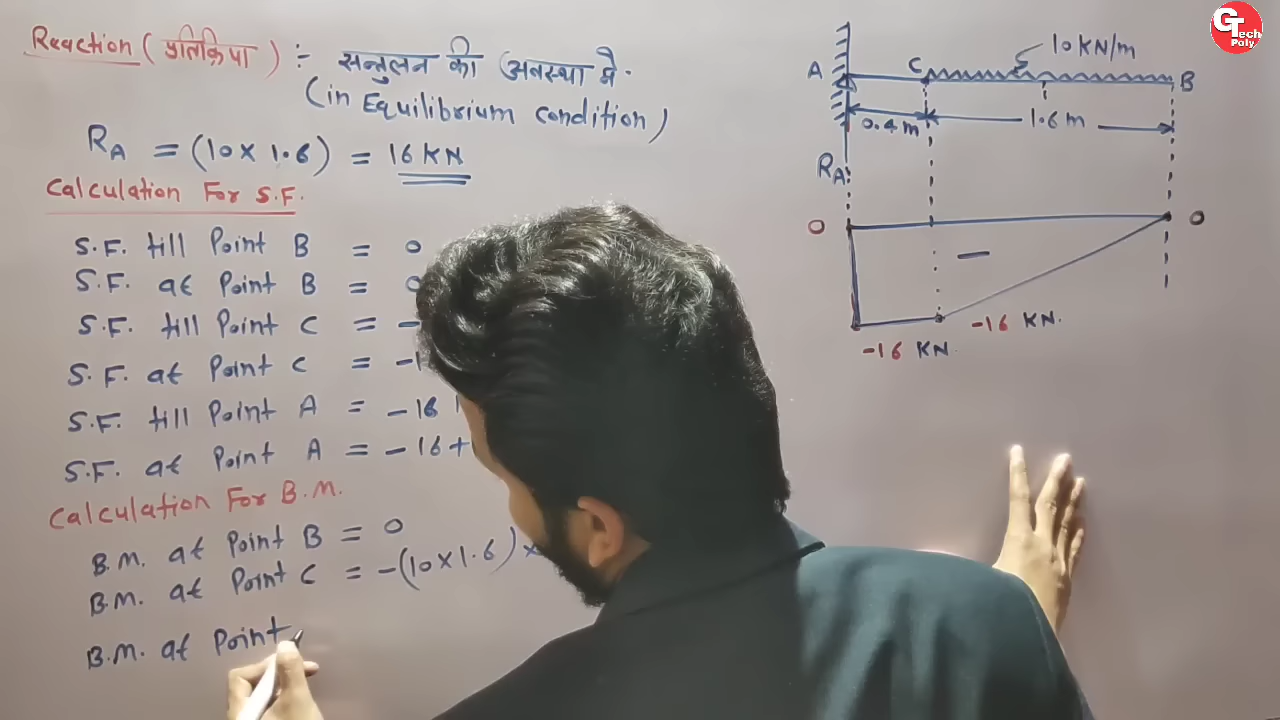 Reaction (प्रतिक्रिया) :- सन्तुलन की अवस्था मे.
(in Equilibrium condition)
RA = (10 × 1.6) = 16 KN
Calculation For S.F.
S.F. till Point B = 0
S.F. at Point B = 0
S.F. till Point C = -
S.F. at Point C = -1
S.F. till Point A = -16
S.F. at Point A = -16+
Calculation For B.M.
B.M. at Point B = 0
B.M. at Point C = -(10×1.6)×
B.M. at Point
10 KN/m
A C B
0.4 m 1.6 m
RA
0 0
-
-16 KN.
-16 KN.
GTech
Poly